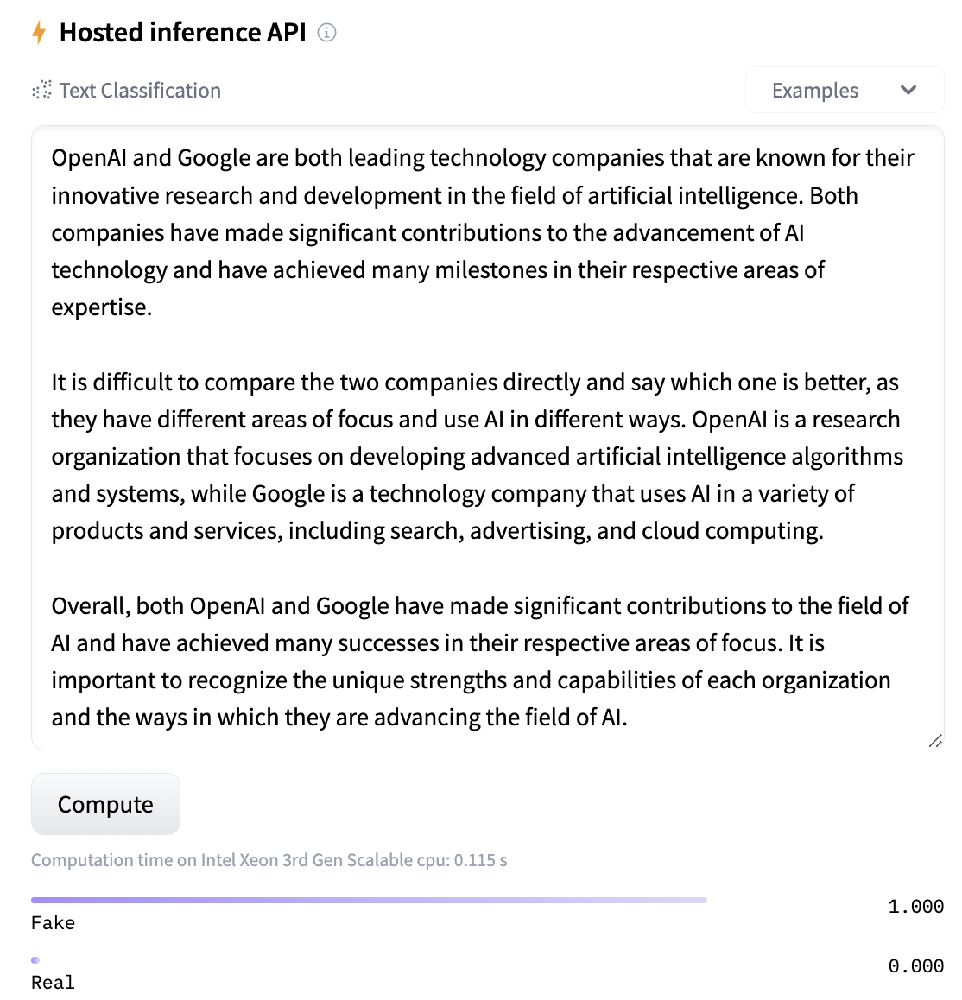 Hosted inference API
Text Classification
Examples
OpenAI and Google are both leading technology companies that are known for their
innovative research and development in the field of artificial intelligence. Both
companies have made significant contributions to the advancement of AI
technology and have achieved many milestones in their respective areas of
expertise.
It is difficult to compare the two companies directly and say which one is better, as
they have different areas of focus and use AI in different ways. OpenAI is a research
organization that focuses on developing advanced artificial intelligence algorithms
and systems, while Google is a technology company that uses AI in a variety of
products and services, including search, advertising, and cloud computing.
Overall, both OpenAI and Google have made significant contributions to the field of
AI and have achieved many successes in their respective areas of focus. It is
important to recognize the unique strengths and capabilities of each organization
and the ways in which they are advancing the field of AI.
Compute
Computation time on Intel Xeon 3rd Gen Scalable cpu: 0.115 s
Fake 1.000
Real 0.000